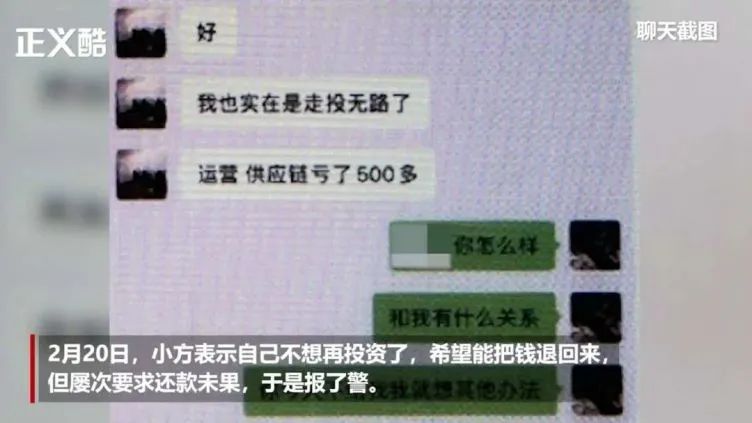 正义酷
聊天截图
好
我也实在是走投无路了
运营 供应链亏了500多
你怎么样
和我有什么关系
我就想其他办法
2月20日，小方表示自己不想再投资了，希望能把钱退回来，
但屡次要求还款未果，于是报了警。